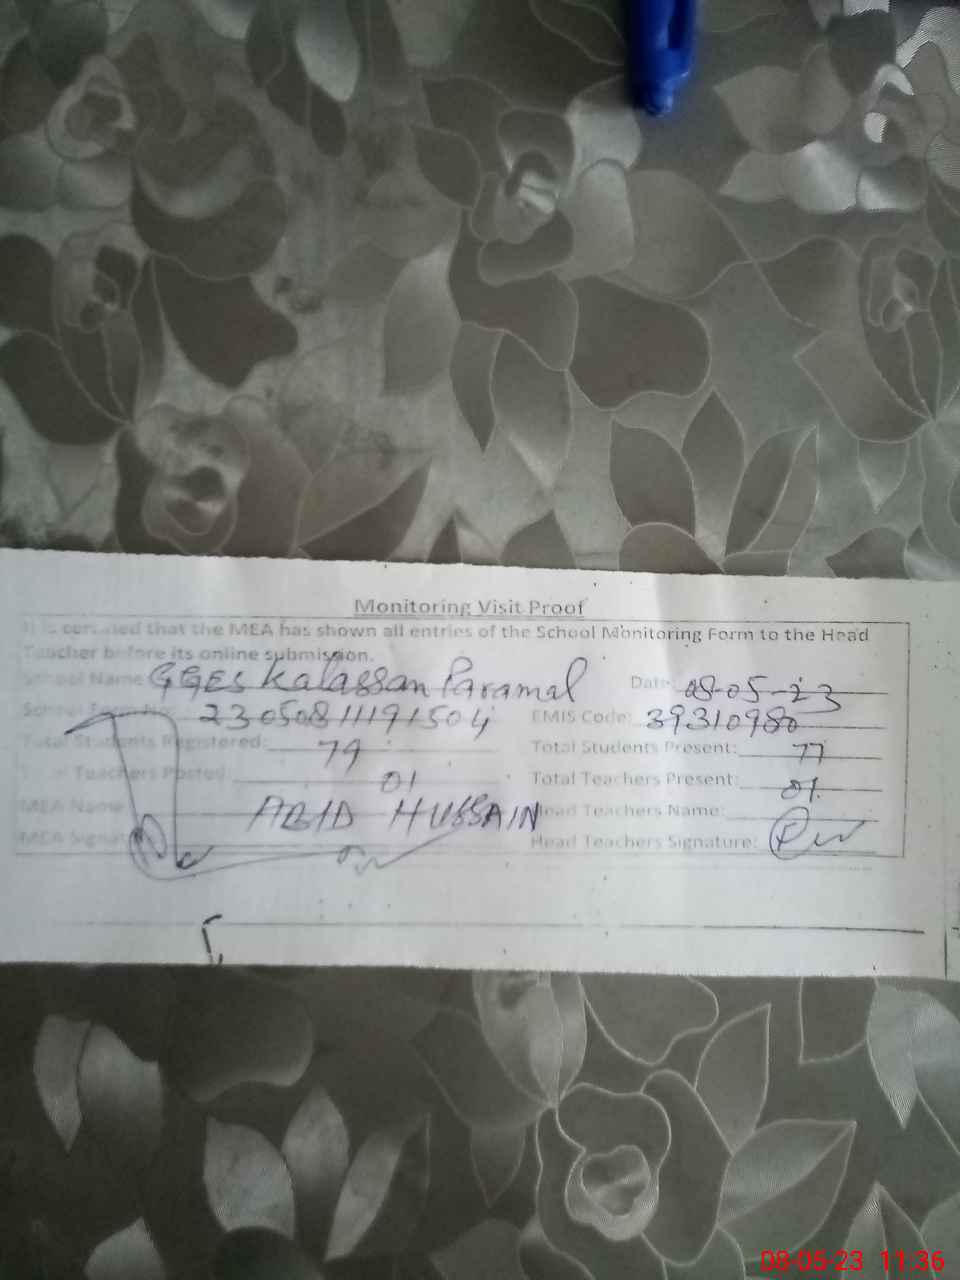 Monitoring Visit Proof
It is certified that the MEA has shown all entries of the School Monitoring Form to the Head
Teacher before its online submission.
School Name GGES Kalassan Paramal Date: 08-05-23
School Form No: 23050811191504 EMIS Code: 39310980
Total Students Registered: 79 Total Students Present: 77
Total Teachers Posted: 01 Total Teachers Present: 01
MEA Name ABID HUSSAIN Head Teachers Name:
MEA Signature Head Teachers Signature:
08-05-23 11:36